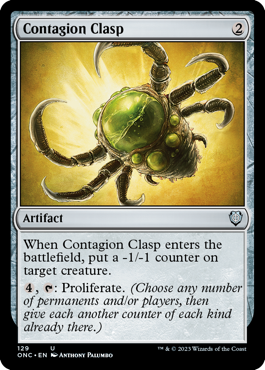 Contagion Clasp 2
Artifact
When Contagion Clasp enters the
battlefield, put a -1/-1 counter on
target creature.
4, : Proliferate. (Choose any number
of permanents and/or players, then
give each another counter of each kind
already there.)
129 U
ONC • EN Anthony Palumbo ™ & © 2023 Wizards of the Coast